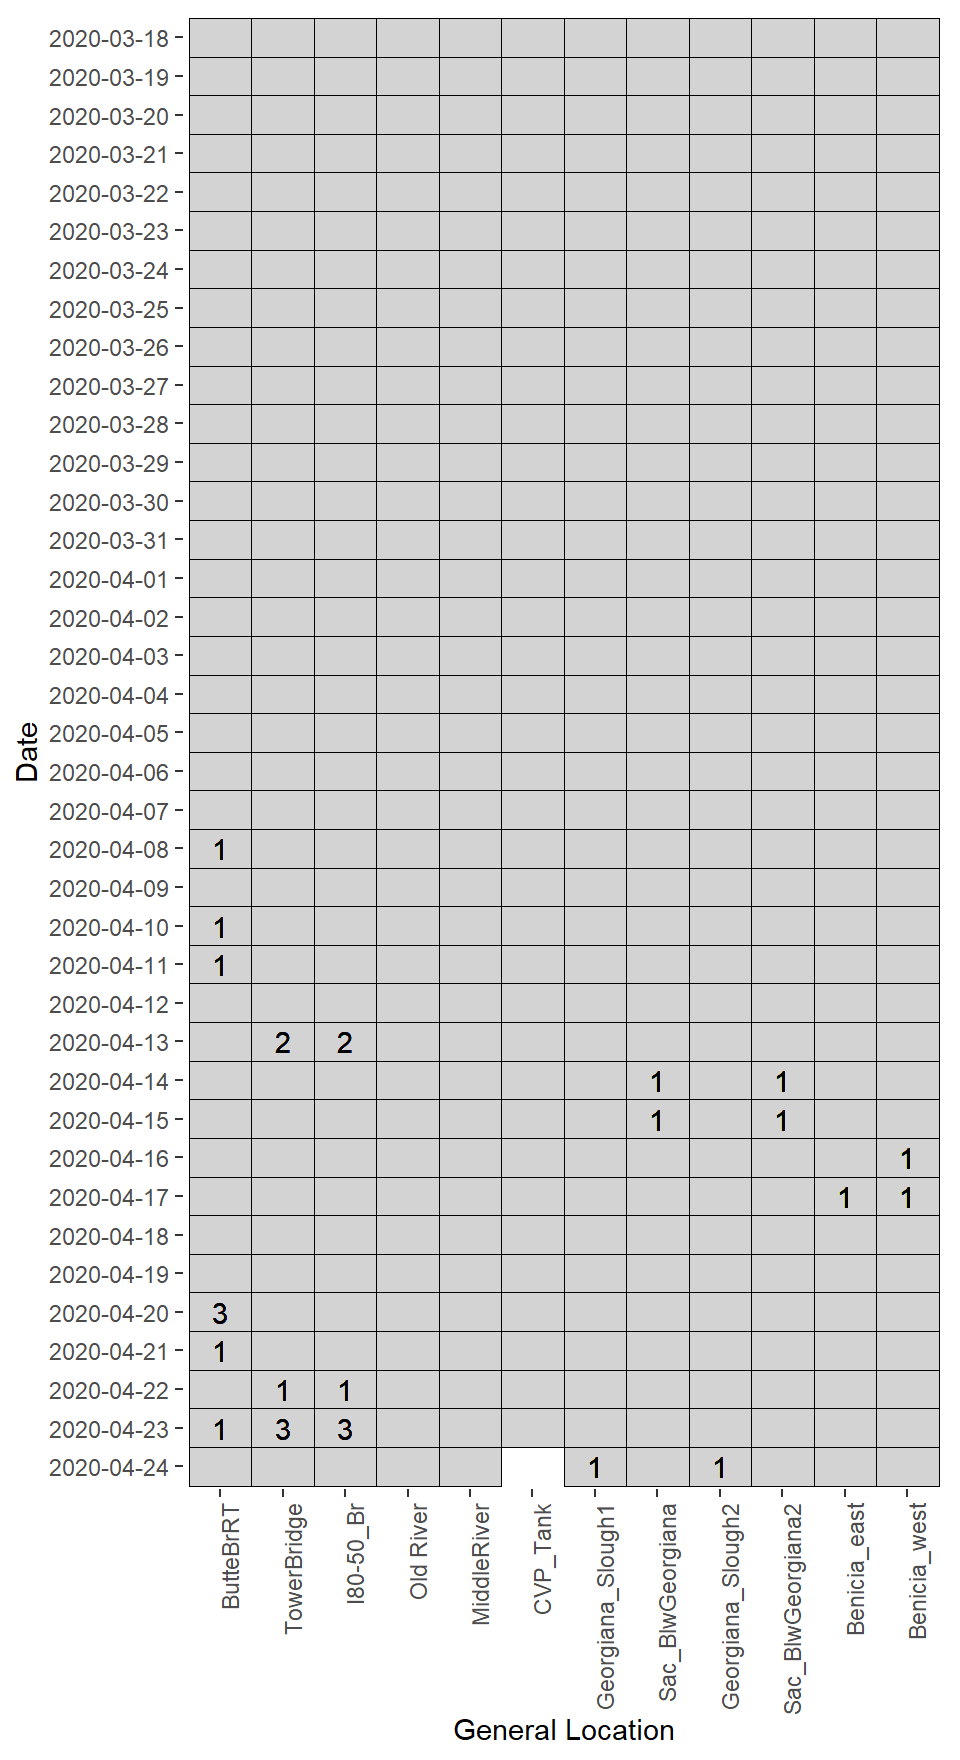 2020-03-18
2020-03-19
2020-03-20
2020-03-21
2020-03-22
2020-03-23
2020-03-24
2020-03-25
2020-03-26
2020-03-27
2020-03-28
2020-03-29
2020-03-30
2020-03-31
2020-04-01
2020-04-02
2020-04-03
2020-04-04
2020-04-05
2020-04-06
2020-04-07
2020-04-08 1
2020-04-09
2020-04-10 1
2020-04-11 1
2020-04-12
2020-04-13 2 2
2020-04-14 1 1
2020-04-15 1 1
2020-04-16 1
2020-04-17 1 1
2020-04-18
2020-04-19
2020-04-20 3
2020-04-21 1
2020-04-22 1 1
2020-04-23 1 3 3
2020-04-24 1 1
Date
ButteBrRT
TowerBridge
I80-50_Br
Old River
MiddleRiver
CVP_Tank
Georgiana_Slough1
Sac_BlwGeorgiana
Georgiana_Slough2
Sac_BlwGeorgiana2
Benicia_east
Benicia_west
General Location